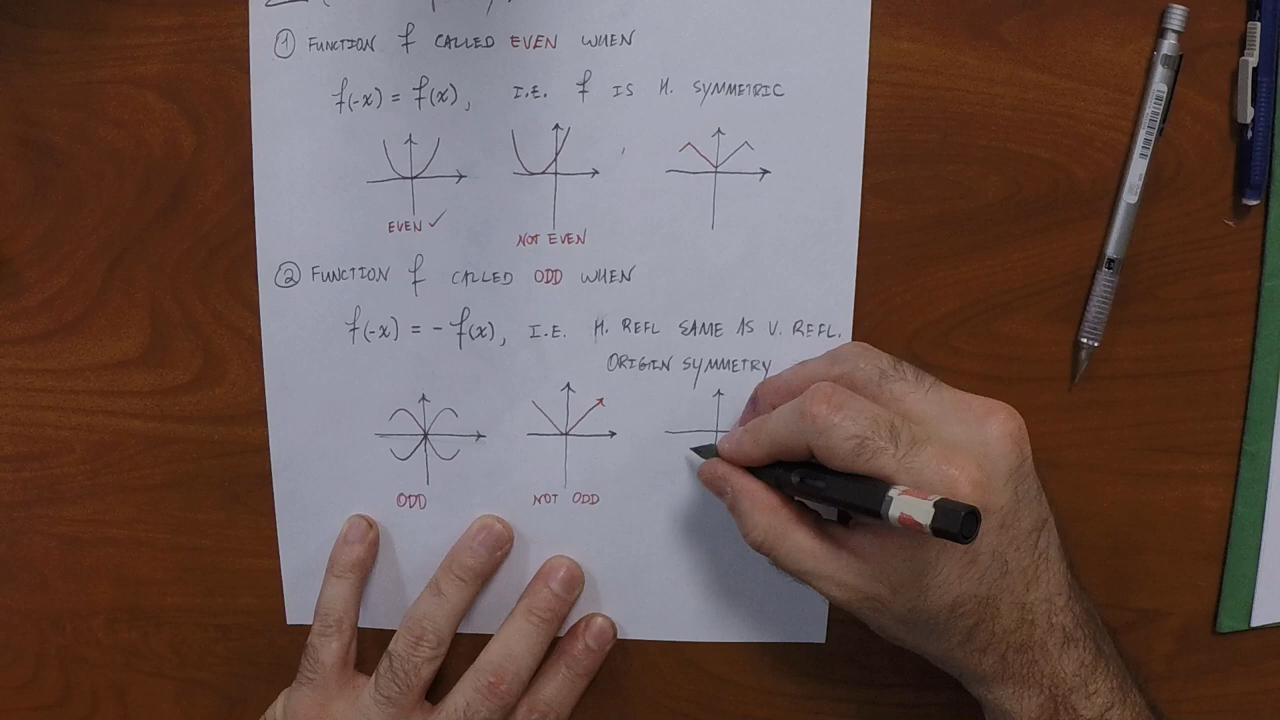 ① FUNCTION f CALLED EVEN WHEN
f(-x) = f(x), I.E. f IS H. SYMMETRIC
EVEN ✓
NOT EVEN
② FUNCTION f CALLED ODD WHEN
f(-x) = - f(x), I.E. H. REFL SAME AS V. REFL.
ORIGIN SYMMETRY
ODD
NOT ODD